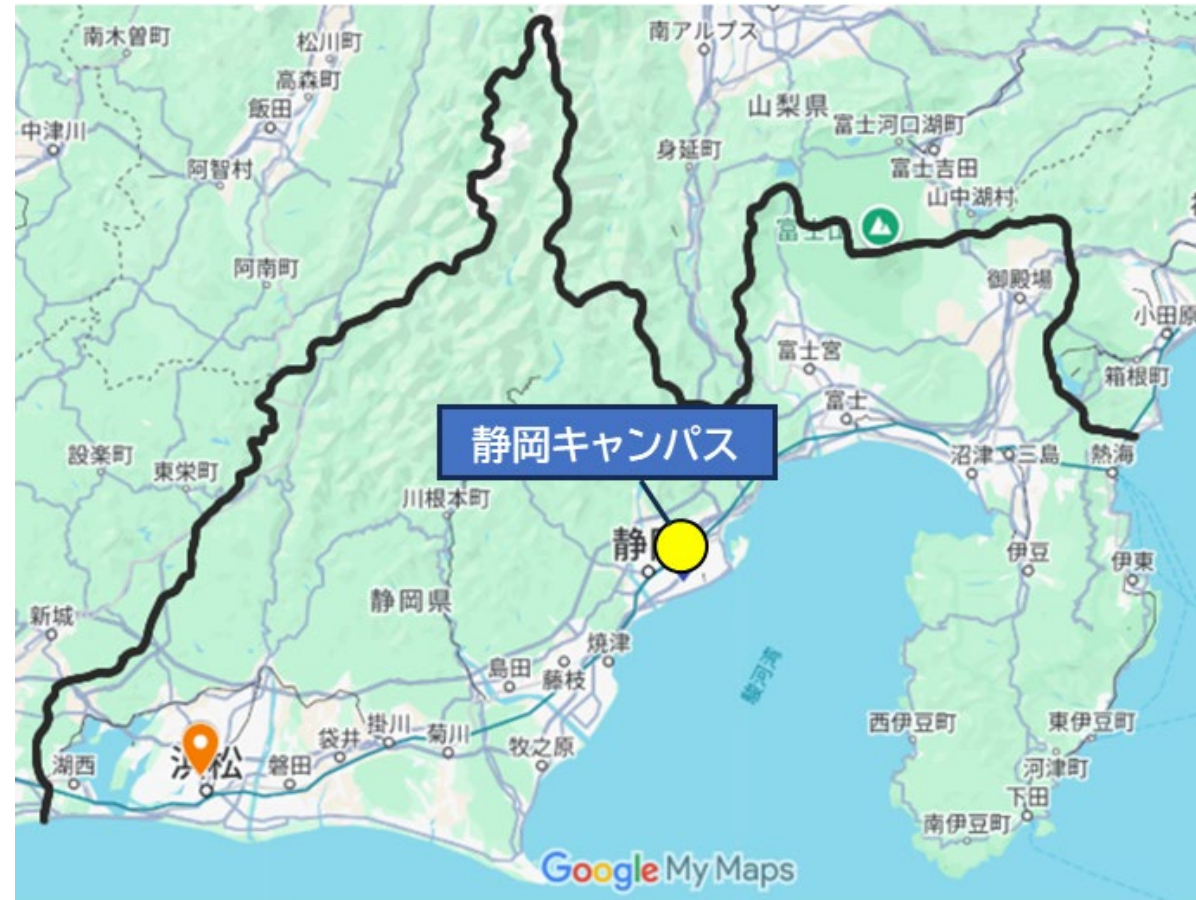 南木曽町
松川町
南アルプス
高森町
飯田
山梨県
中津川
富士河口湖町
身延町
阿智村
富士吉田
山中湖村
阿南町
御殿場
小田原
富士宮
箱根町
富士
静岡キャンパス
設楽町
東栄町
沼津
三島
熱海
川根本町
静
伊豆
伊東
静岡県
新城
焼津
島田
藤枝
駿河湾
西伊豆町
東伊豆町
掛川
菊川
袋井
牧之原
浜松
磐田
湖西
河津町
下田
南伊豆町
Google My Maps